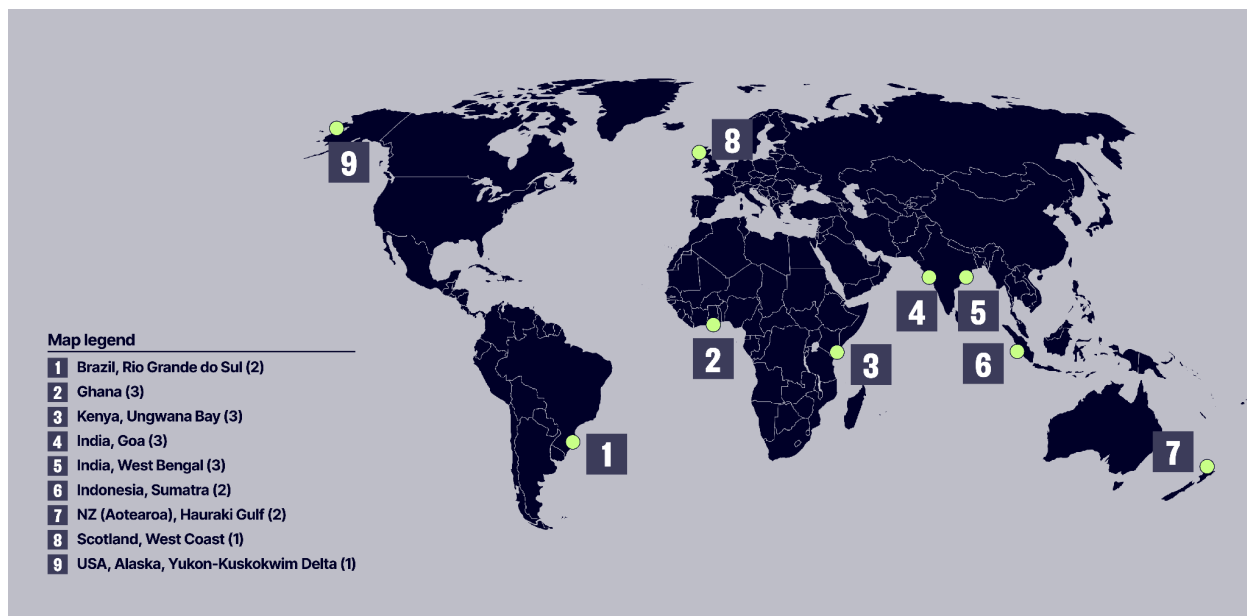 9
8
4
5
2
3
6
1
7
Map legend
1 Brazil, Rio Grande do Sul (2)
2 Ghana (3)
3 Kenya, Ungwana Bay (3)
4 India, Goa (3)
5 India, West Bengal (3)
6 Indonesia, Sumatra (2)
7 NZ (Aotearoa), Hauraki Gulf (2)
8 Scotland, West Coast (1)
9 USA, Alaska, Yukon-Kuskokwim Delta (1)